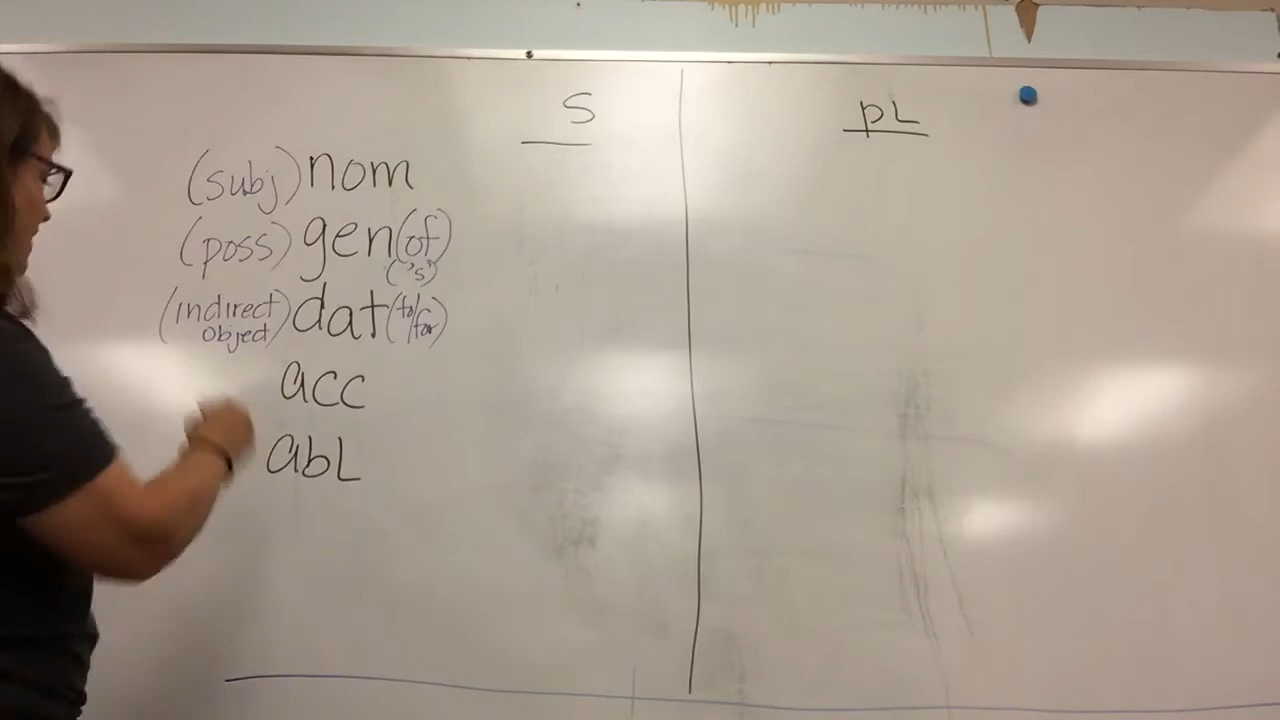 S pL
(subj) nom
(poss) gen (of)
('s)
(indirect object) dat (to/for)
acc
abL